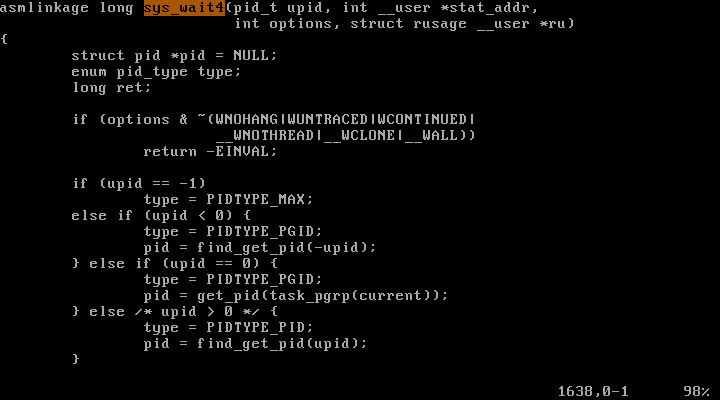 asmlinkage long sys_wait4(pid_t upid, int __user *stat_addr,
                          int options, struct rusage __user *ru)
{
        struct pid *pid = NULL;
        enum pid_type type;
        long ret;

        if (options & ~(WNOHANG|WUNTRACED|WCONTINUED|
                        __WNOTHREAD|__WCLONE|__WALL))
                return -EINVAL;

        if (upid == -1)
                type = PIDTYPE_MAX;
        else if (upid < 0) {
                type = PIDTYPE_PGID;
                pid = find_get_pid(-upid);
        } else if (upid == 0) {
                type = PIDTYPE_PGID;
                pid = get_pid(task_pgrp(current));
        } else /* upid > 0 */ {
                type = PIDTYPE_PID;
                pid = find_get_pid(upid);
        }
1638,0-1 98%